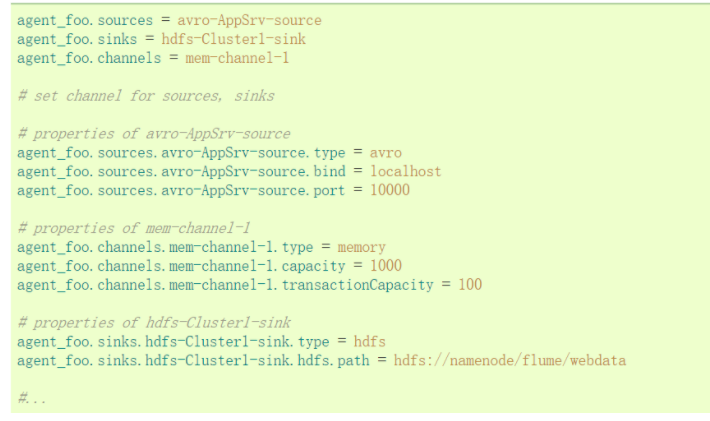 agent_foo.sources = avro-AppSrv-source
agent_foo.sinks = hdfs-Cluster1-sink
agent_foo.channels = mem-channel-1
# set channel for sources, sinks
# properties of avro-AppSrv-source
agent_foo.sources.avro-AppSrv-source.type = avro
agent_foo.sources.avro-AppSrv-source.bind = localhost
agent_foo.sources.avro-AppSrv-source.port = 10000
# properties of mem-channel-1
agent_foo.channels.mem-channel-1.type = memory
agent_foo.channels.mem-channel-1.capacity = 1000
agent_foo.channels.mem-channel-1.transactionCapacity = 100
# properties of hdfs-Cluster1-sink
agent_foo.sinks.hdfs-Cluster1-sink.type = hdfs
agent_foo.sinks.hdfs-Cluster1-sink.hdfs.path = hdfs://namenode/flume/webdata
#...